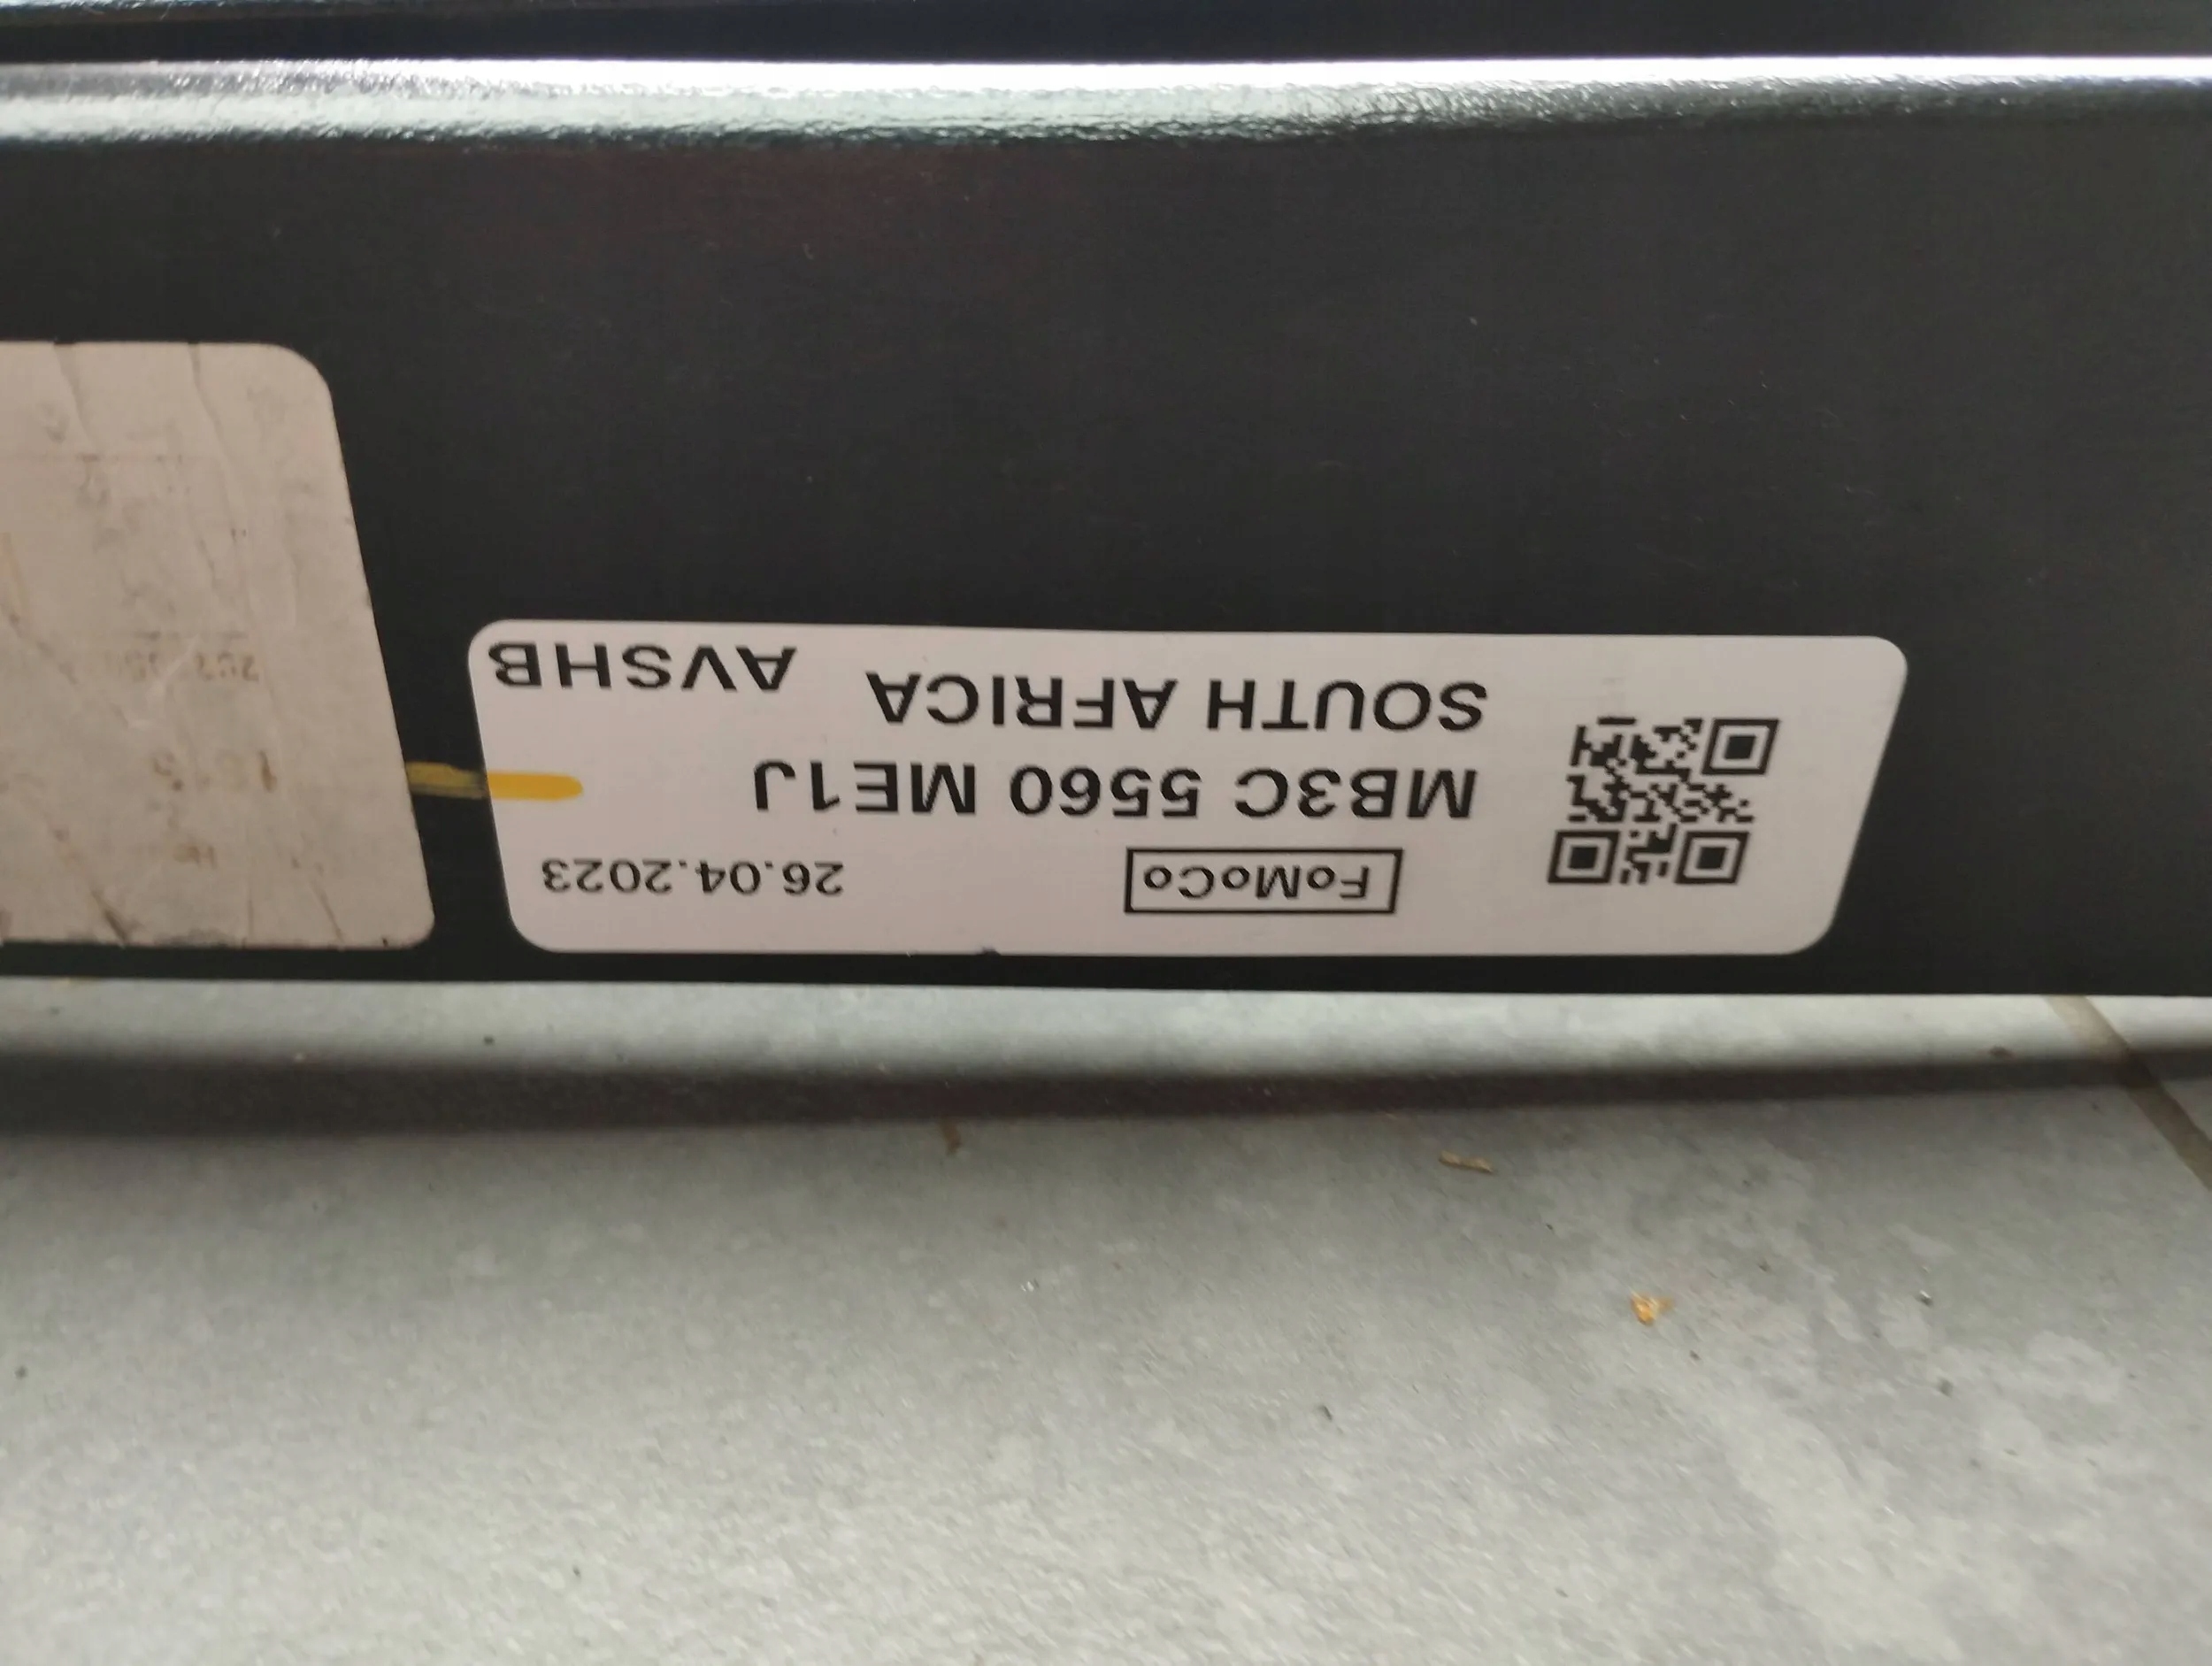 FoMoCo 26.04.2023
MB3C 5560 ME1J
SOUTH AFRICA AVSHB